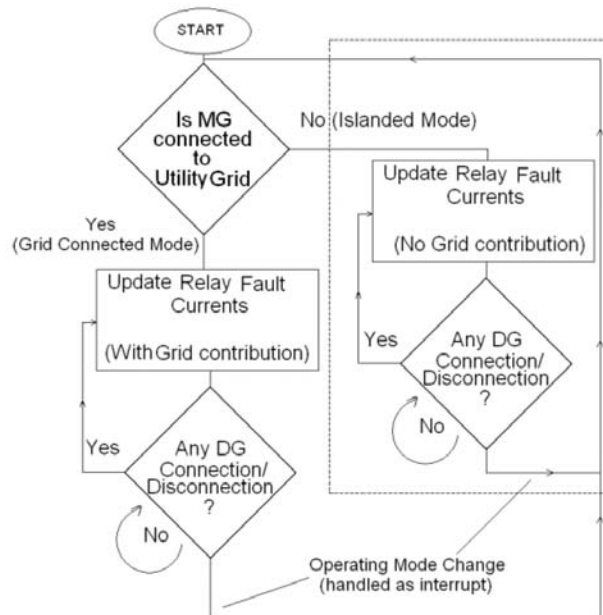 START
Is MG
connected
to
Utility Grid
No (Islanded Mode)
Yes
(Grid Connected Mode)
Update Relay Fault
Currents
(With Grid contribution)
Yes
Any DG
Connection/
Disconnection
?
No
Update Relay Fault
Currents
(No Grid contribution)
Yes
Any DG
Connection/
Disconnection
?
No
Operating Mode Change
(handled as interrupt)